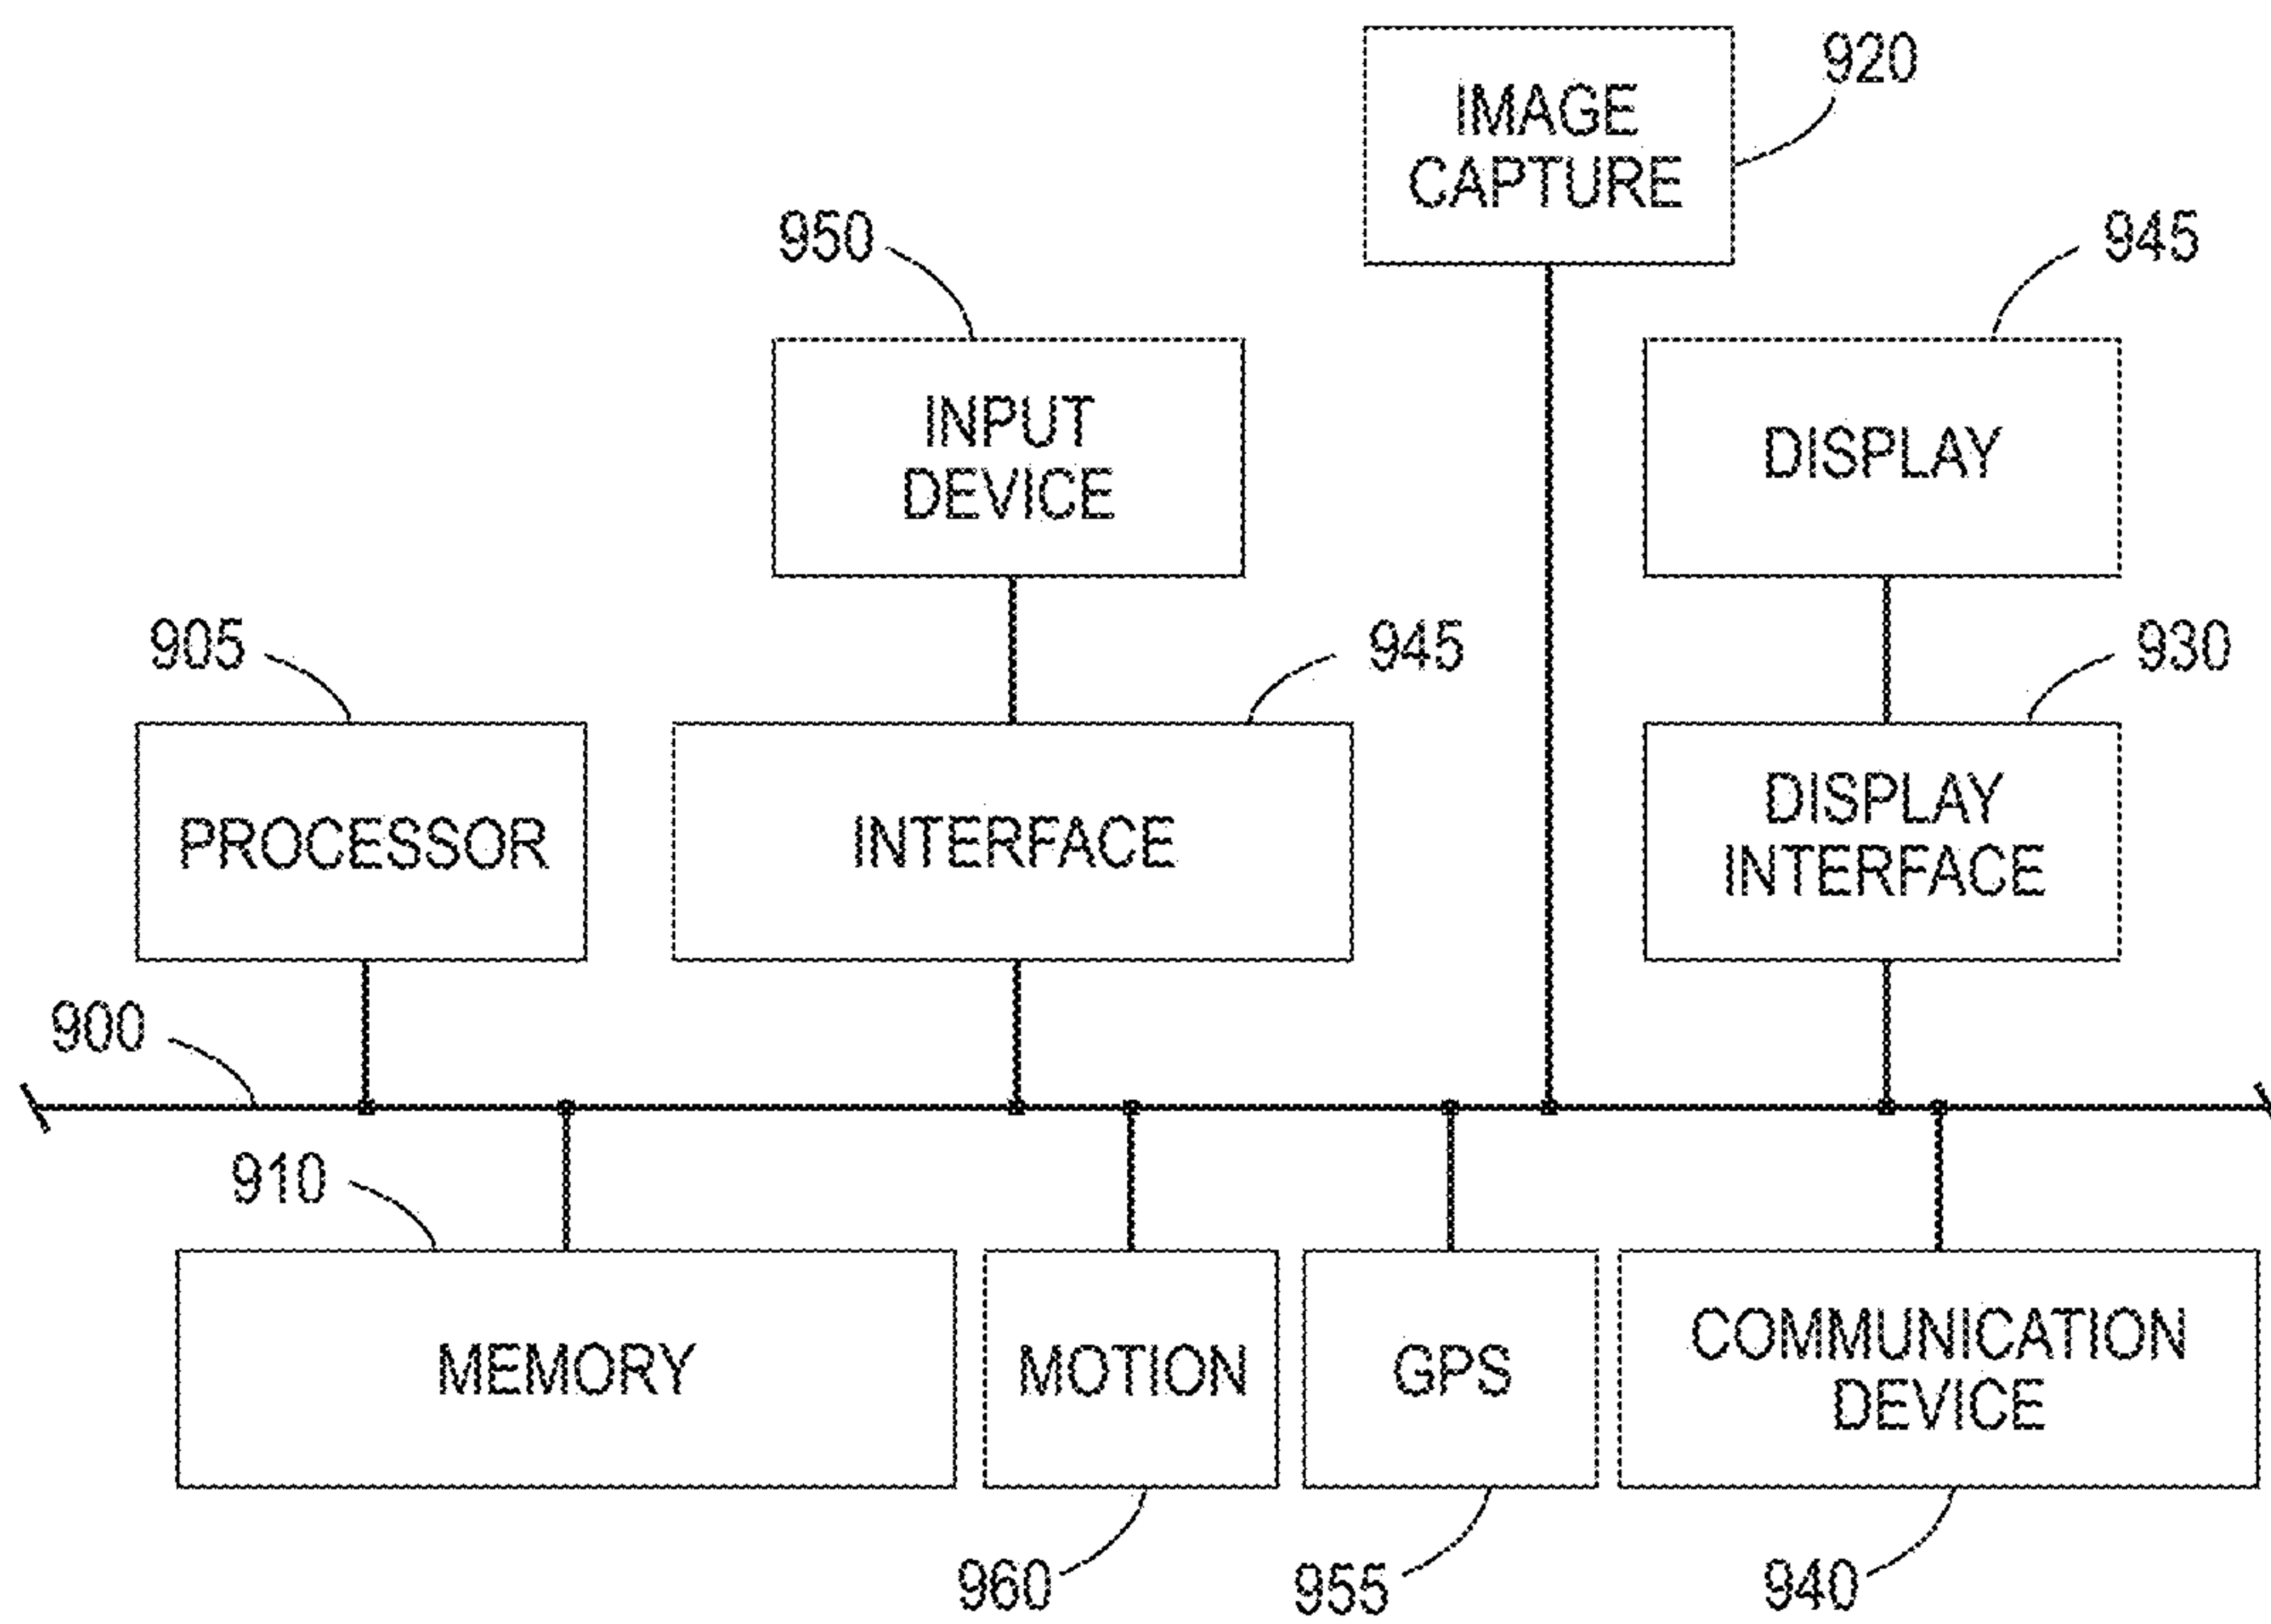 920
IMAGE
CAPTURE
950
945
INPUT
DEVICE
DISPLAY
905
945
930
PROCESSOR
INTERFACE
DISPLAY
INTERFACE
900
910
MEMORY
MOTION
GPS
COMMUNICATION
DEVICE
960
955
940